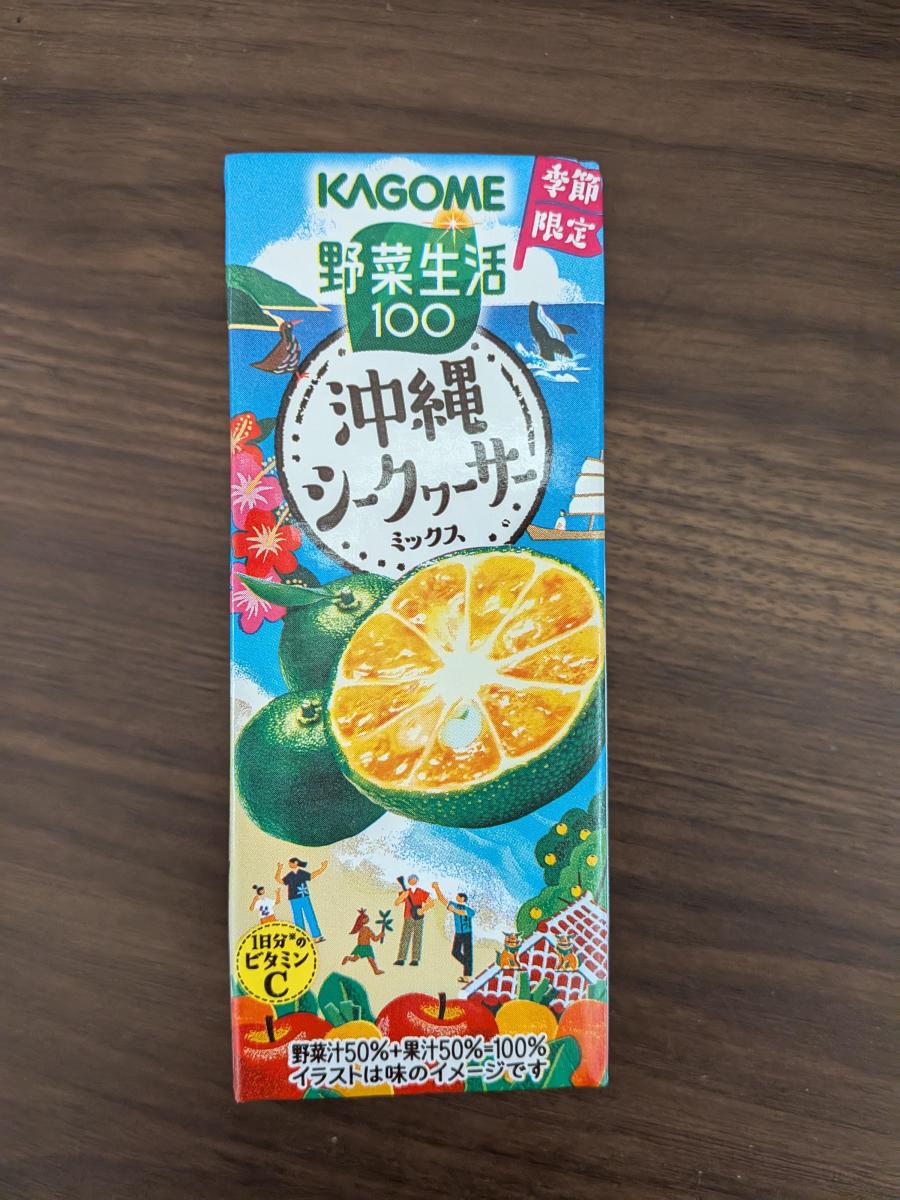 KAGOME
季節
限定
野菜生活
100
沖縄
シークヮーサー
ミックス
1日分※の
ビタミン
C
野菜汁50%+果汁50%=100%
イラストは味のイメージです